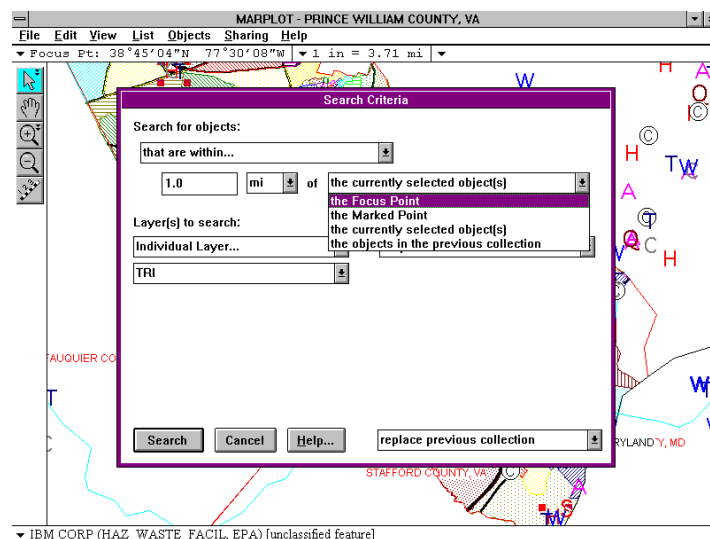 MARPLOT - PRINCE WILLIAM COUNTY, VA
File Edit View List Objects Sharing Help
Focus Pt: 38°45'04"N 77°30'08"W 1 in = 3.71 mi
W
H
A
Q
C
Search Criteria
Search for objects:
that are within...
1.0 mi of the currently selected object(s)
the Focus Point
the Marked Point
the currently selected object(s)
the objects in the previous collection
Layer(s) to search:
Individual Layer...
TRI
H
C
T
W
A
C
H
T
W
Search Cancel Help... replace previous collection
AUQUIER CO
RYLAND
Y, MD
STAFFORD COUNTY, VA
C
A
TW
IBM CORP (HAZ. WASTE FACIL, EPA) [unclassified feature]